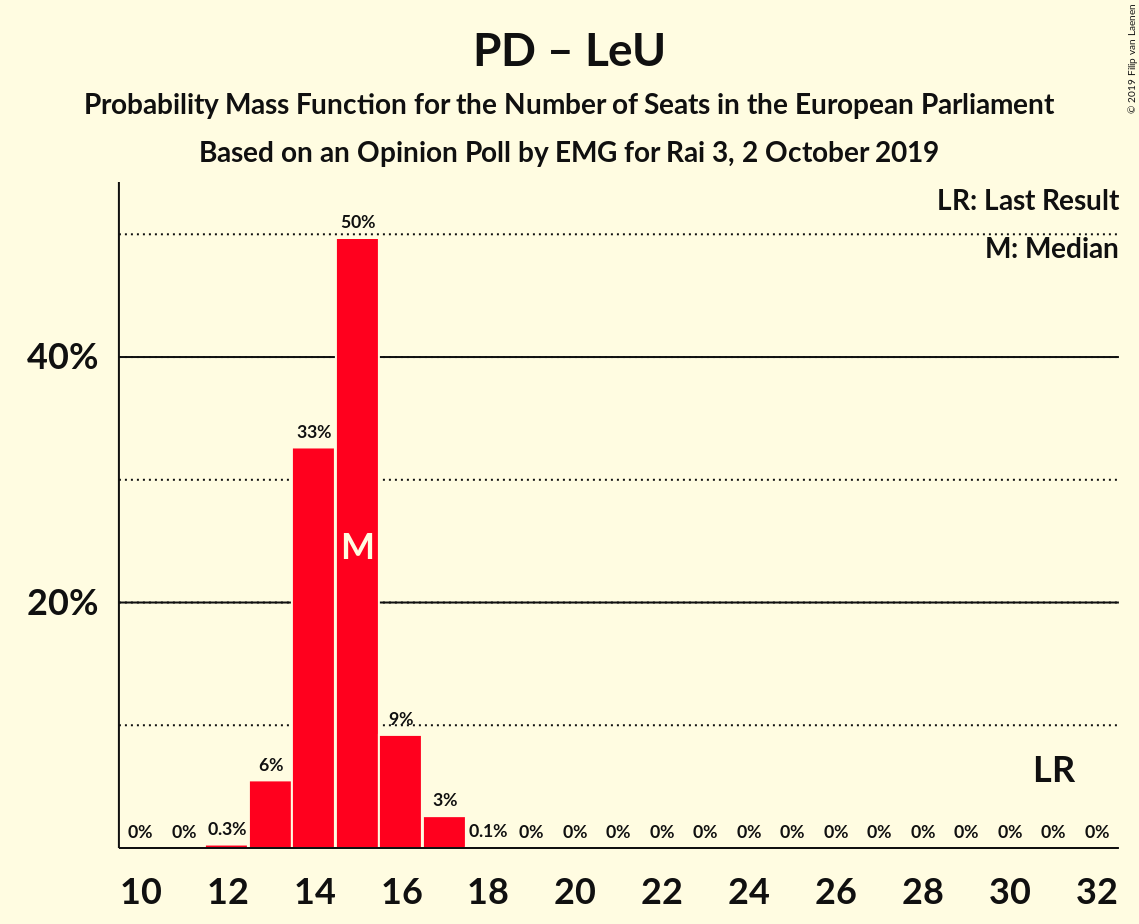 PD – LeU
Probability Mass Function for the Number of Seats in the European Parliament
Based on an Opinion Poll by EMG for Rai 3, 2 October 2019
© 2019 Filip van Laenen
LR: Last Result
M: Median
50%
40%
33%
M
20%
9%
6%
LR
3%
0% 0% 0.3% 0.1% 0% 0% 0% 0% 0% 0% 0% 0% 0% 0% 0% 0% 0% 0%
10 12 14 16 18 20 22 24 26 28 30 32